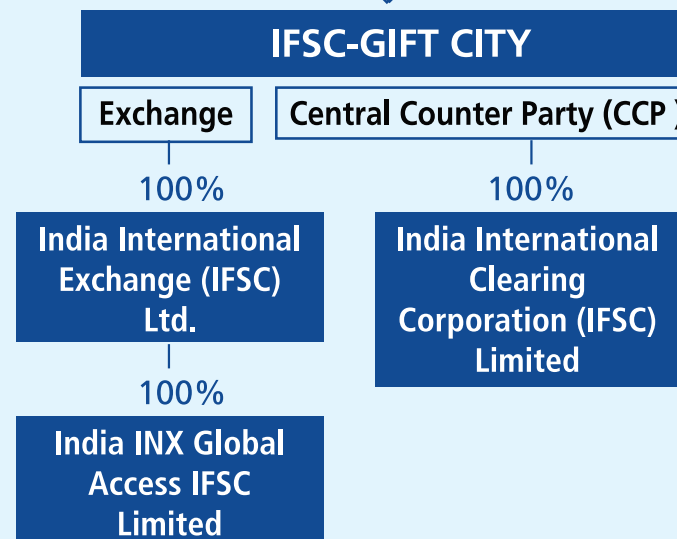 IFSC-GIFT CITY
Exchange
Central Counter Party (CCP )
100%
India International
Exchange (IFSC)
Ltd.
100%
India INX Global
Access IFSC
Limited
100%
India International
Clearing
Corporation (IFSC)
Limited